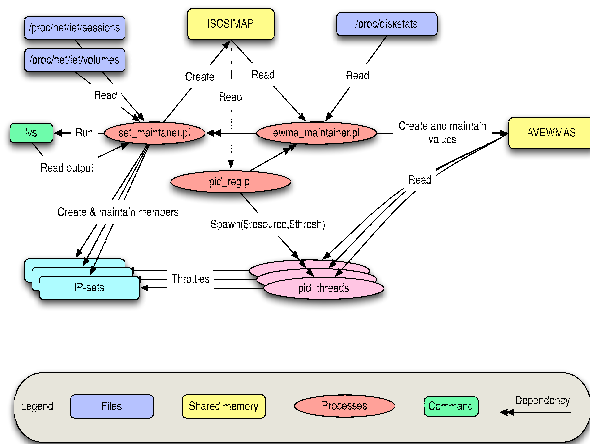 /proc/net/iet/sessions
/proc/net/iet/volumes
ISCSIMAP
/proc/diskstats
Create
Read
Read
Read
Read
lvs
Run
set_maintaner.pl
ewma_maintainer.pl
Create and maintain
values
AVEWMAS
Read output
pid_reg.pl
Read
Create & maintain members
Spawn($resource,$thresh)
IP-sets
Throttles
pid_threads
Legend
Files
Shared memory
Processes
Command
Dependency